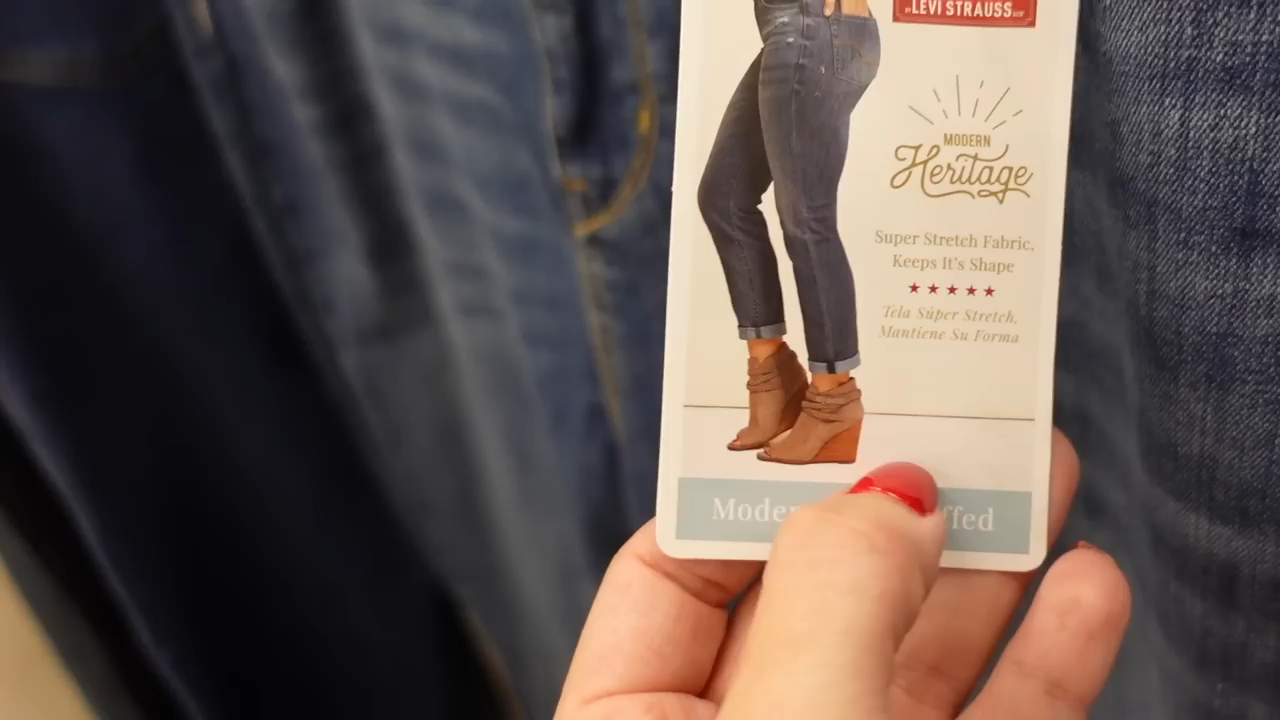 LEVI STRAUSS
MODERN
Heritage
Super Stretch Fabric,
Keeps It's Shape
Tela Súper Stretch,
Mantiene Su Forma